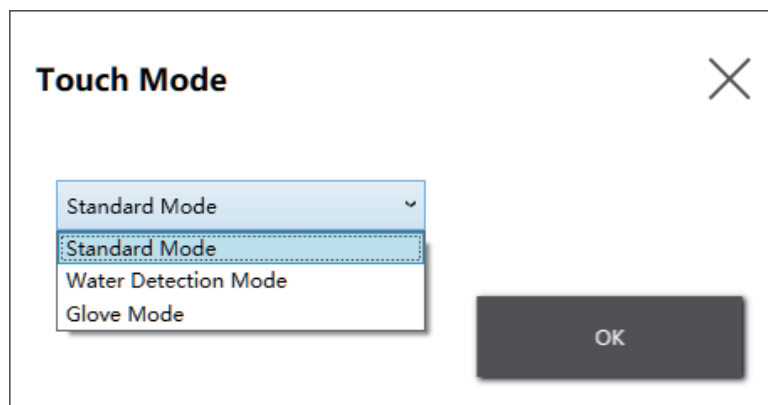 Touch Mode
Standard Mode
Standard Mode
Water Detection Mode
Glove Mode
OK